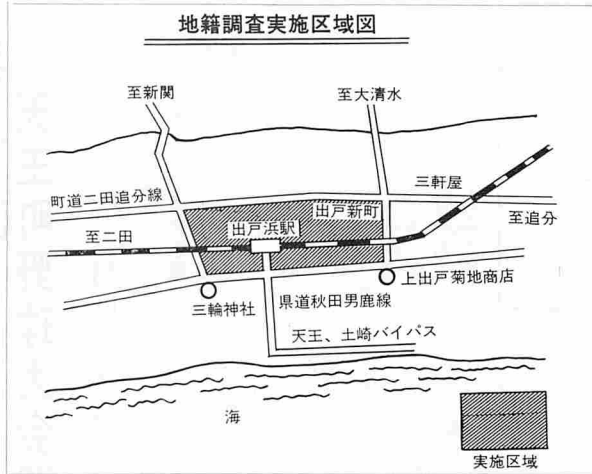 地籍調査実施区域図
至新関
至大清水
三軒屋
町道二田追分線
出戸新町
至追分
出戸浜駅
至二田
上出戸菊地商店
三輪神社
県道秋田男鹿線
天王、土崎バイパス
海
実施区域